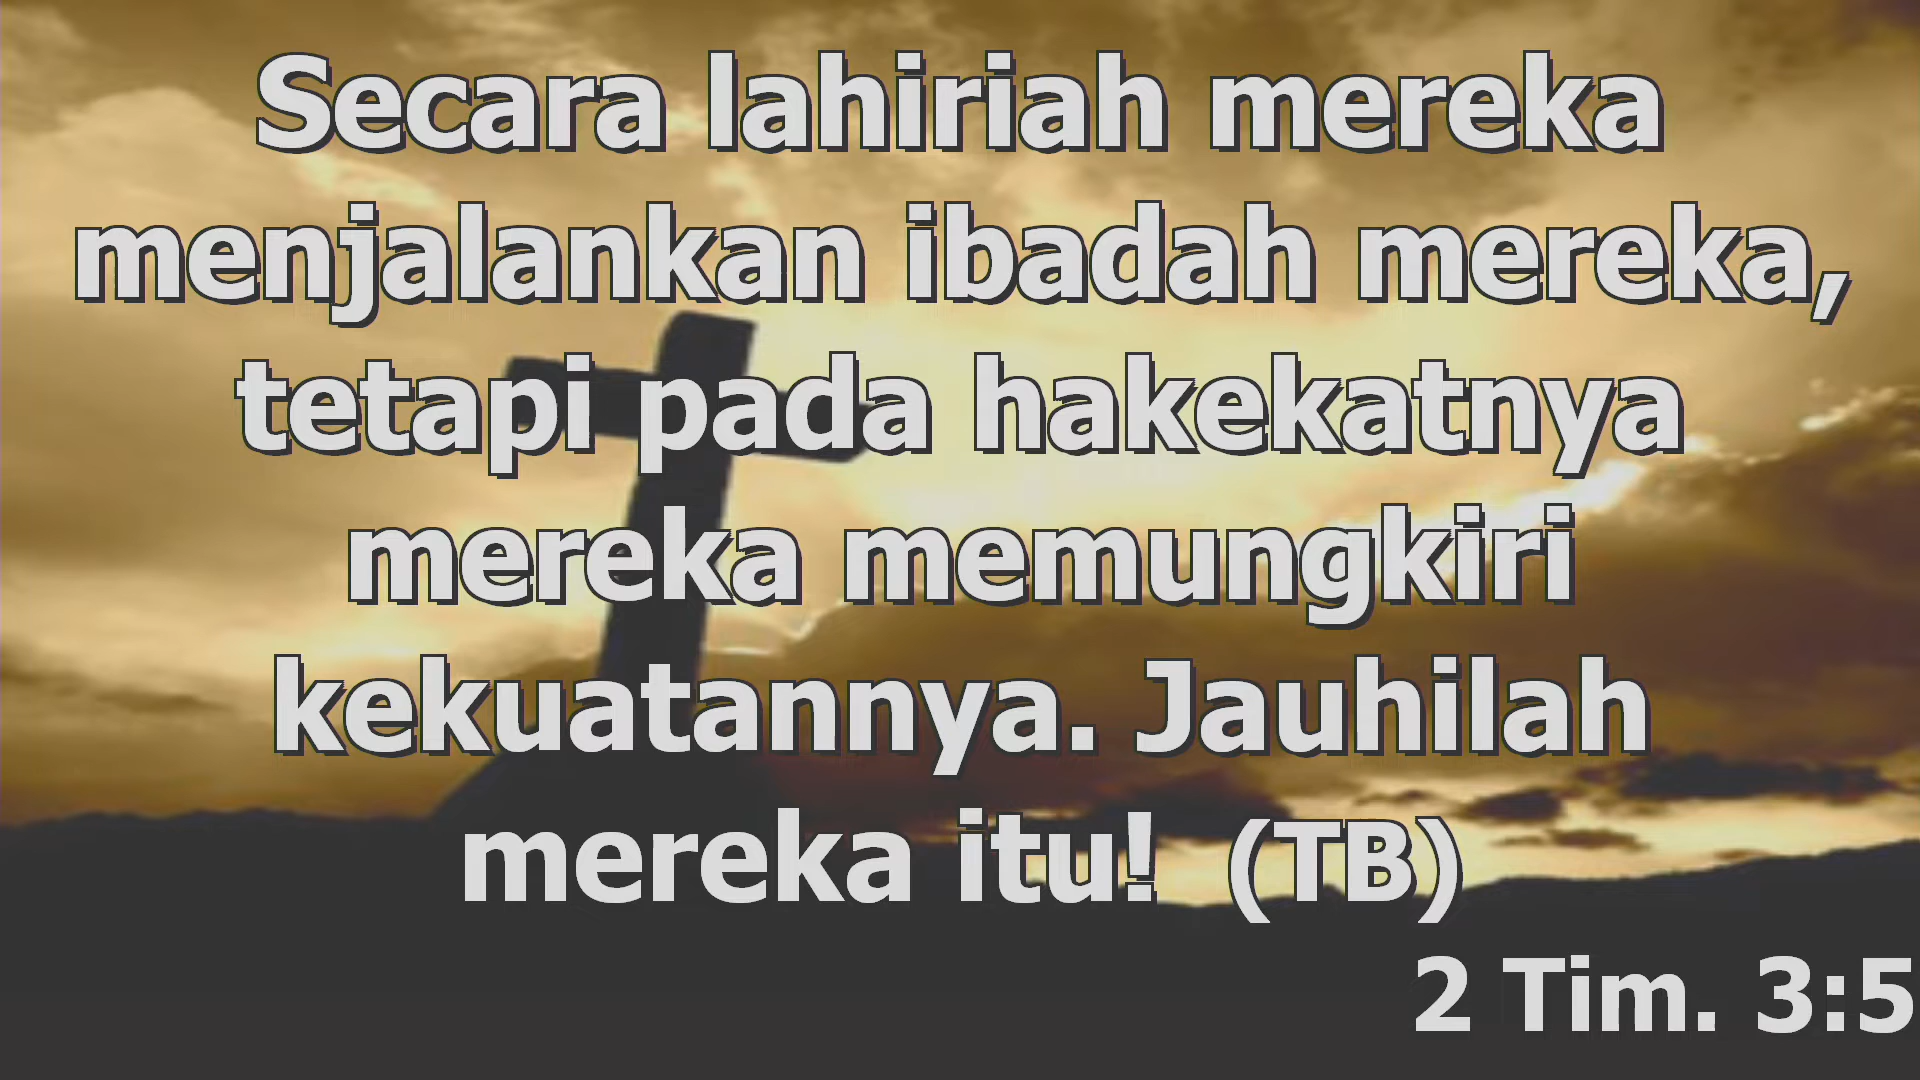 Secara lahiriah mereka
menjalankan ibadah mereka,
tetapi pada hakekatnya
mereka memungkiri
kekuatannya. Jauhilah
mereka itu! (TB)
2 Tim. 3:5